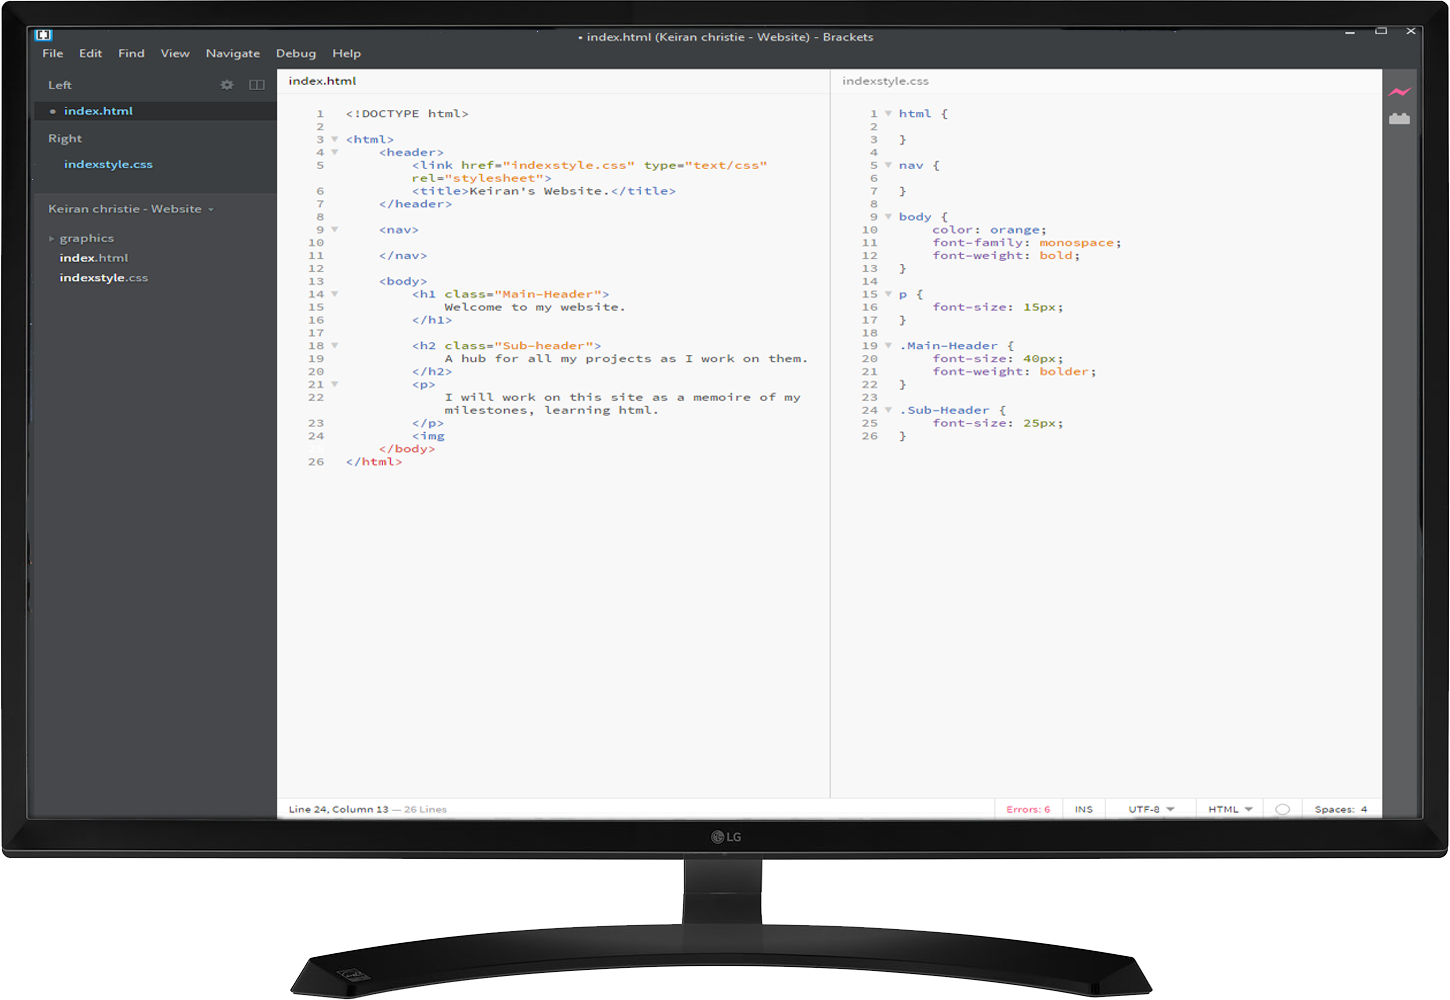 • index.html (Keiran christie - Website) - Brackets
File Edit Find View Navigate Debug Help
Left
• index.html
Right
indexstyle.css
Keiran christie - Website
graphics
index.html
indexstyle.css
index.html
1 <!DOCTYPE html>
2
3 <html>
4 <header>
5 <link href="indexstyle.css" type="text/css"
rel="stylesheet">
6 <title>Keiran's Website.</title>
7 </header>
8
9 <nav>
10
11 </nav>
12
13 <body>
14 <h1 class="Main-Header">
15 Welcome to my website.
16 </h1>
17
18 <h2 class="Sub-header">
19 A hub for all my projects as I work on them.
20 </h2>
21 <p>
22 I will work on this site as a memoire of my
milestones, learning html.
23 </p>
24 <img
</body>
26 </html>
indexstyle.css
1 html {
2
3 }
4
5 nav {
6
7 }
8
9 body {
10 color: orange;
11 font-family: monospace;
12 font-weight: bold;
13 }
14
15 p {
16 font-size: 15px;
17 }
18
19 .Main-Header {
20 font-size: 40px;
21 font-weight: bolder;
22 }
23
24 .Sub-Header {
25 font-size: 25px;
26 }
Line 24, Column 13 — 26 Lines
Errors: 6 INS UTF-8 HTML Spaces: 4
LG